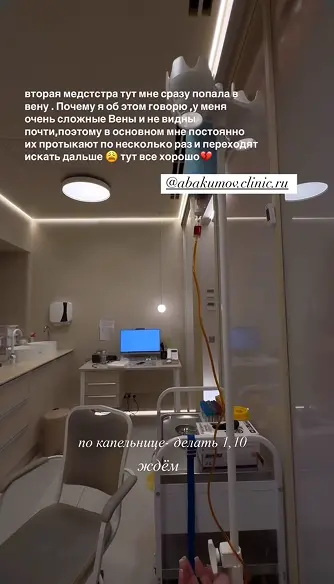 вторая медстстра тут мне сразу попала в
вену . Почему я об этом говорю ,у меня
очень сложные Вены и не видны
почти,поэтому в основном мне постоянно
их протыкают по несколько раз и переходят
искать дальше 😩 тут все хорошо💔
@abakumov.clinic.ru
по капельнице- делать 1,10
ждём